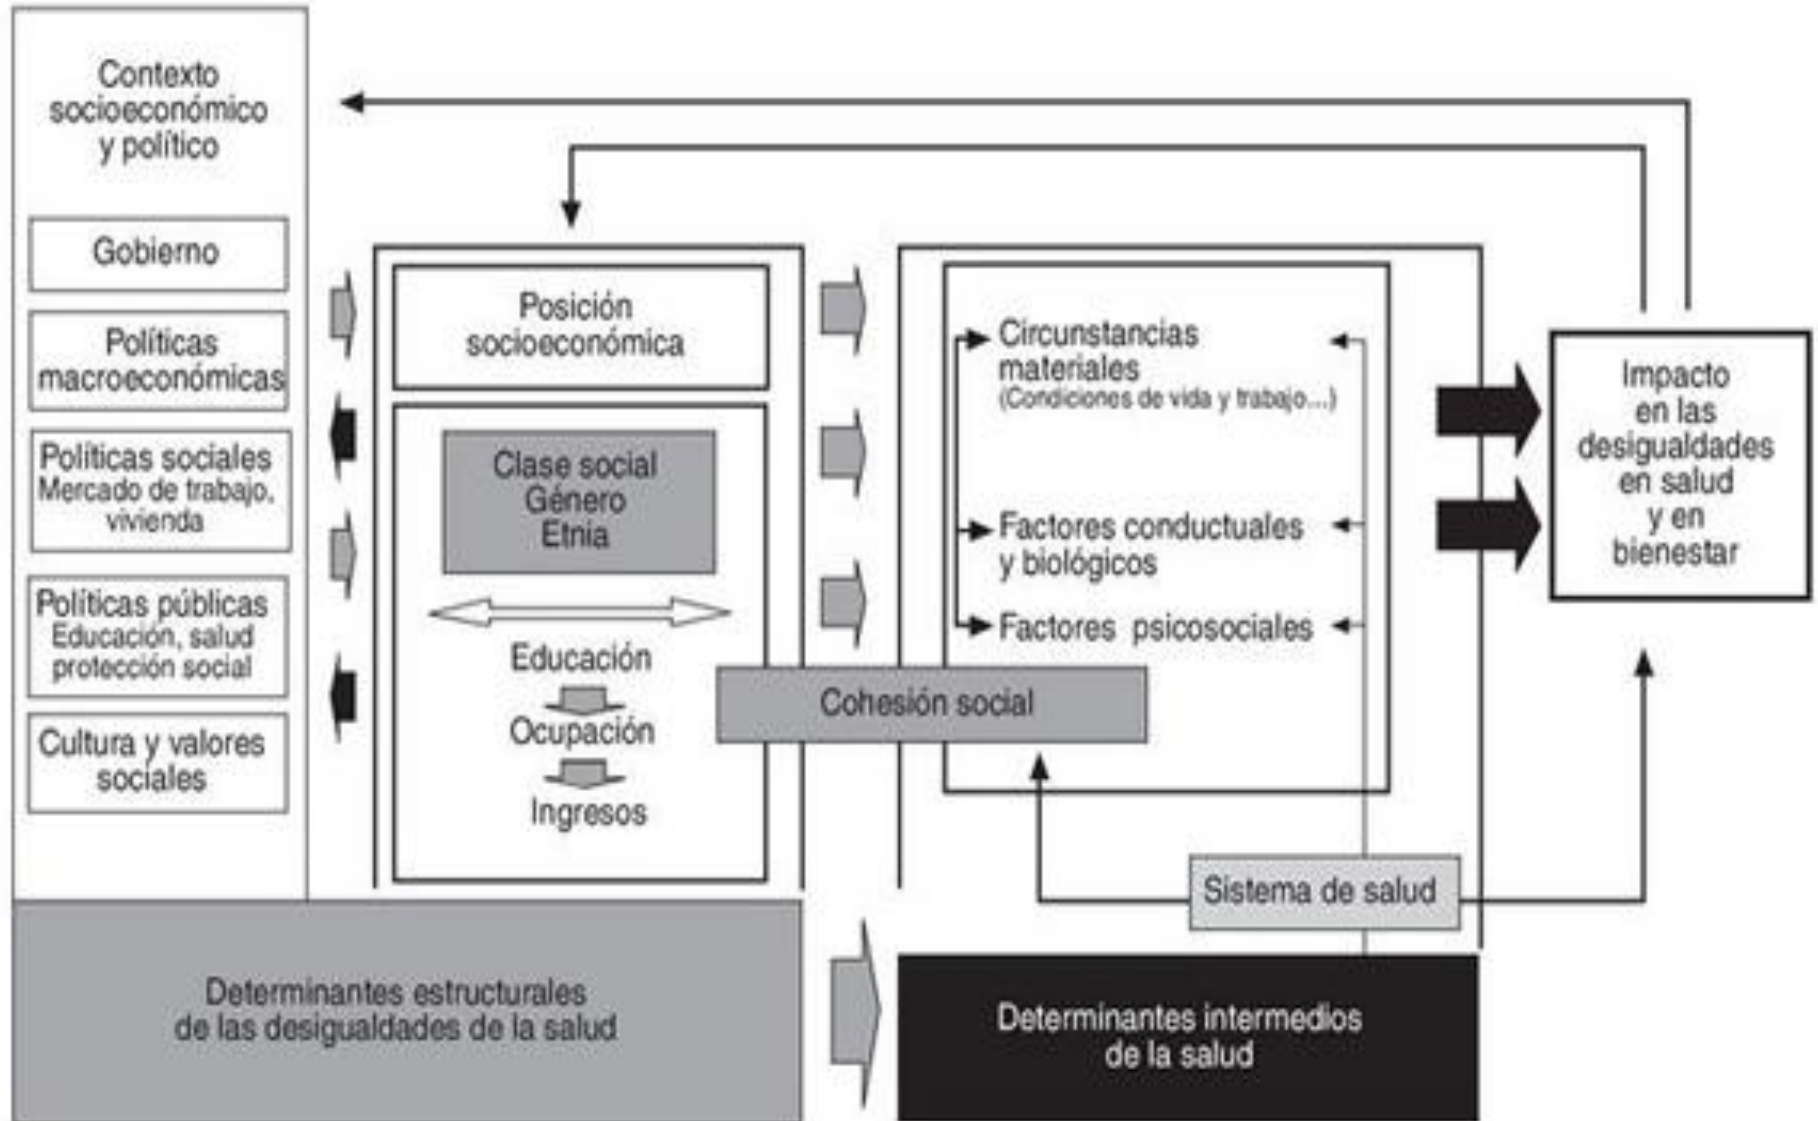 Contexto
socioeconómico
y político
Gobierno
Políticas
macroeconómicas
Políticas sociales
Mercado de trabajo,
vivienda
Políticas públicas
Educación, salud
protección social
Cultura y valores
sociales
Posición
socioeconómica
Clase social
Género
Etnia
Educación
Ocupación
Ingresos
Cohesión social
Circunstancias
materiales
(Condiciones de vida y trabajo...)
Factores conductuales
y biológicos
Factores psicosociales
Sistema de salud
Impacto
en las
desigualdades
en salud
y en
bienestar
Determinantes estructurales
de las desigualdades de la salud
Determinantes intermedios
de la salud